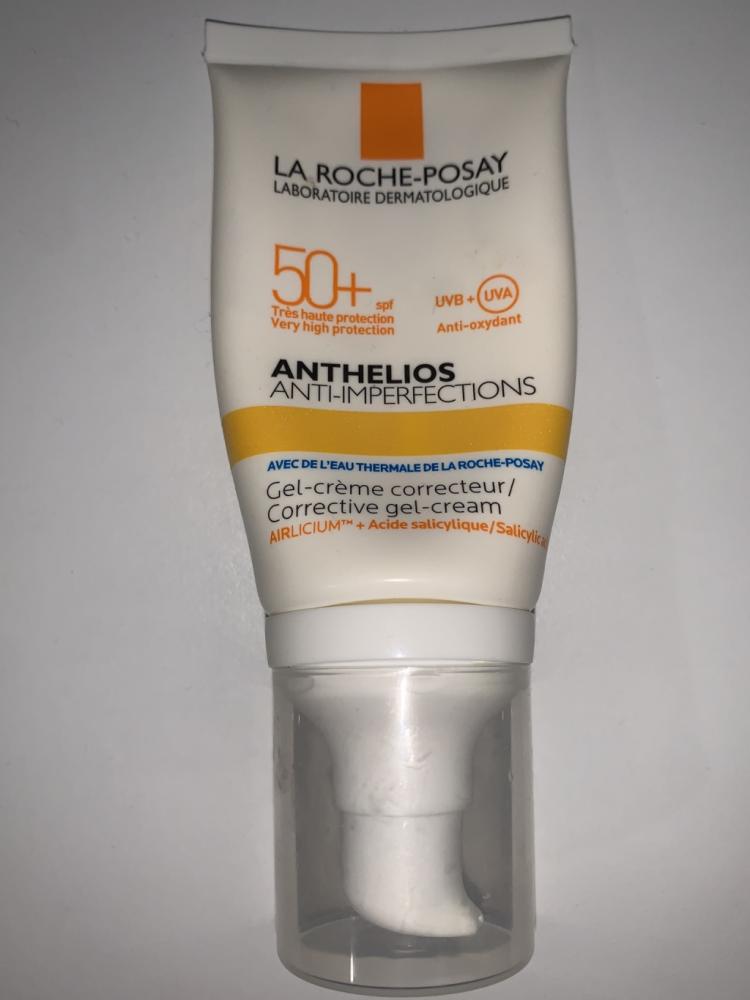 LA ROCHE-POSAY
LABORATOIRE DERMATOLOGIQUE
50+ spf
Très haute protection
Very high protection
UVB + UVA
Anti-oxydant
ANTHELIOS
ANTI-IMPERFECTIONS
AVEC DE L'EAU THERMALE DE LA ROCHE-POSAY
Gel-crème correcteur/
Corrective gel-cream
AIRLICIUM™ + Acide salicylique/Salicylic